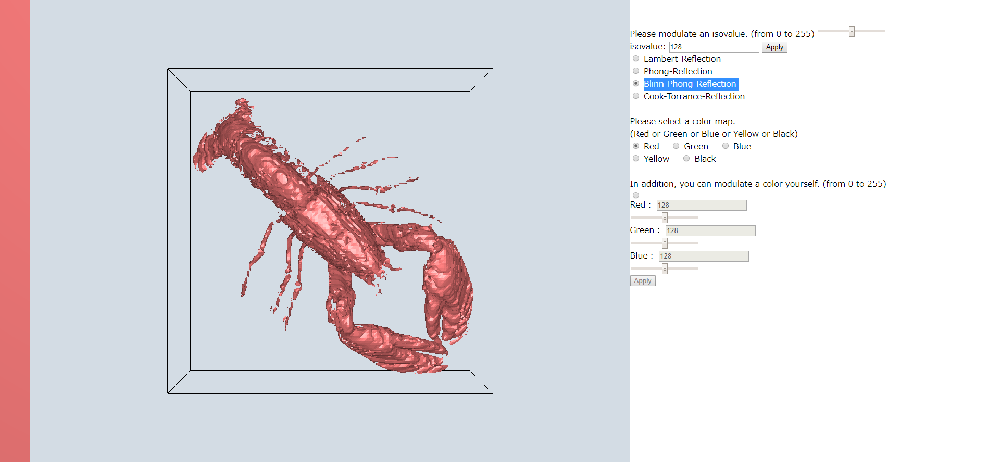 Please modulate an isovalue. (from 0 to 255)
isovalue: 128 Apply
Lambert-Reflection
Phong-Reflection
Blinn-Phong-Reflection
Cook-Torrance-Reflection
Please select a color map.
(Red or Green or Blue or Yellow or Black)
Red Green Blue
Yellow Black
In addition, you can modulate a color yourself. (from 0 to 255)
Red : 128
Green : 128
Blue : 128
Apply